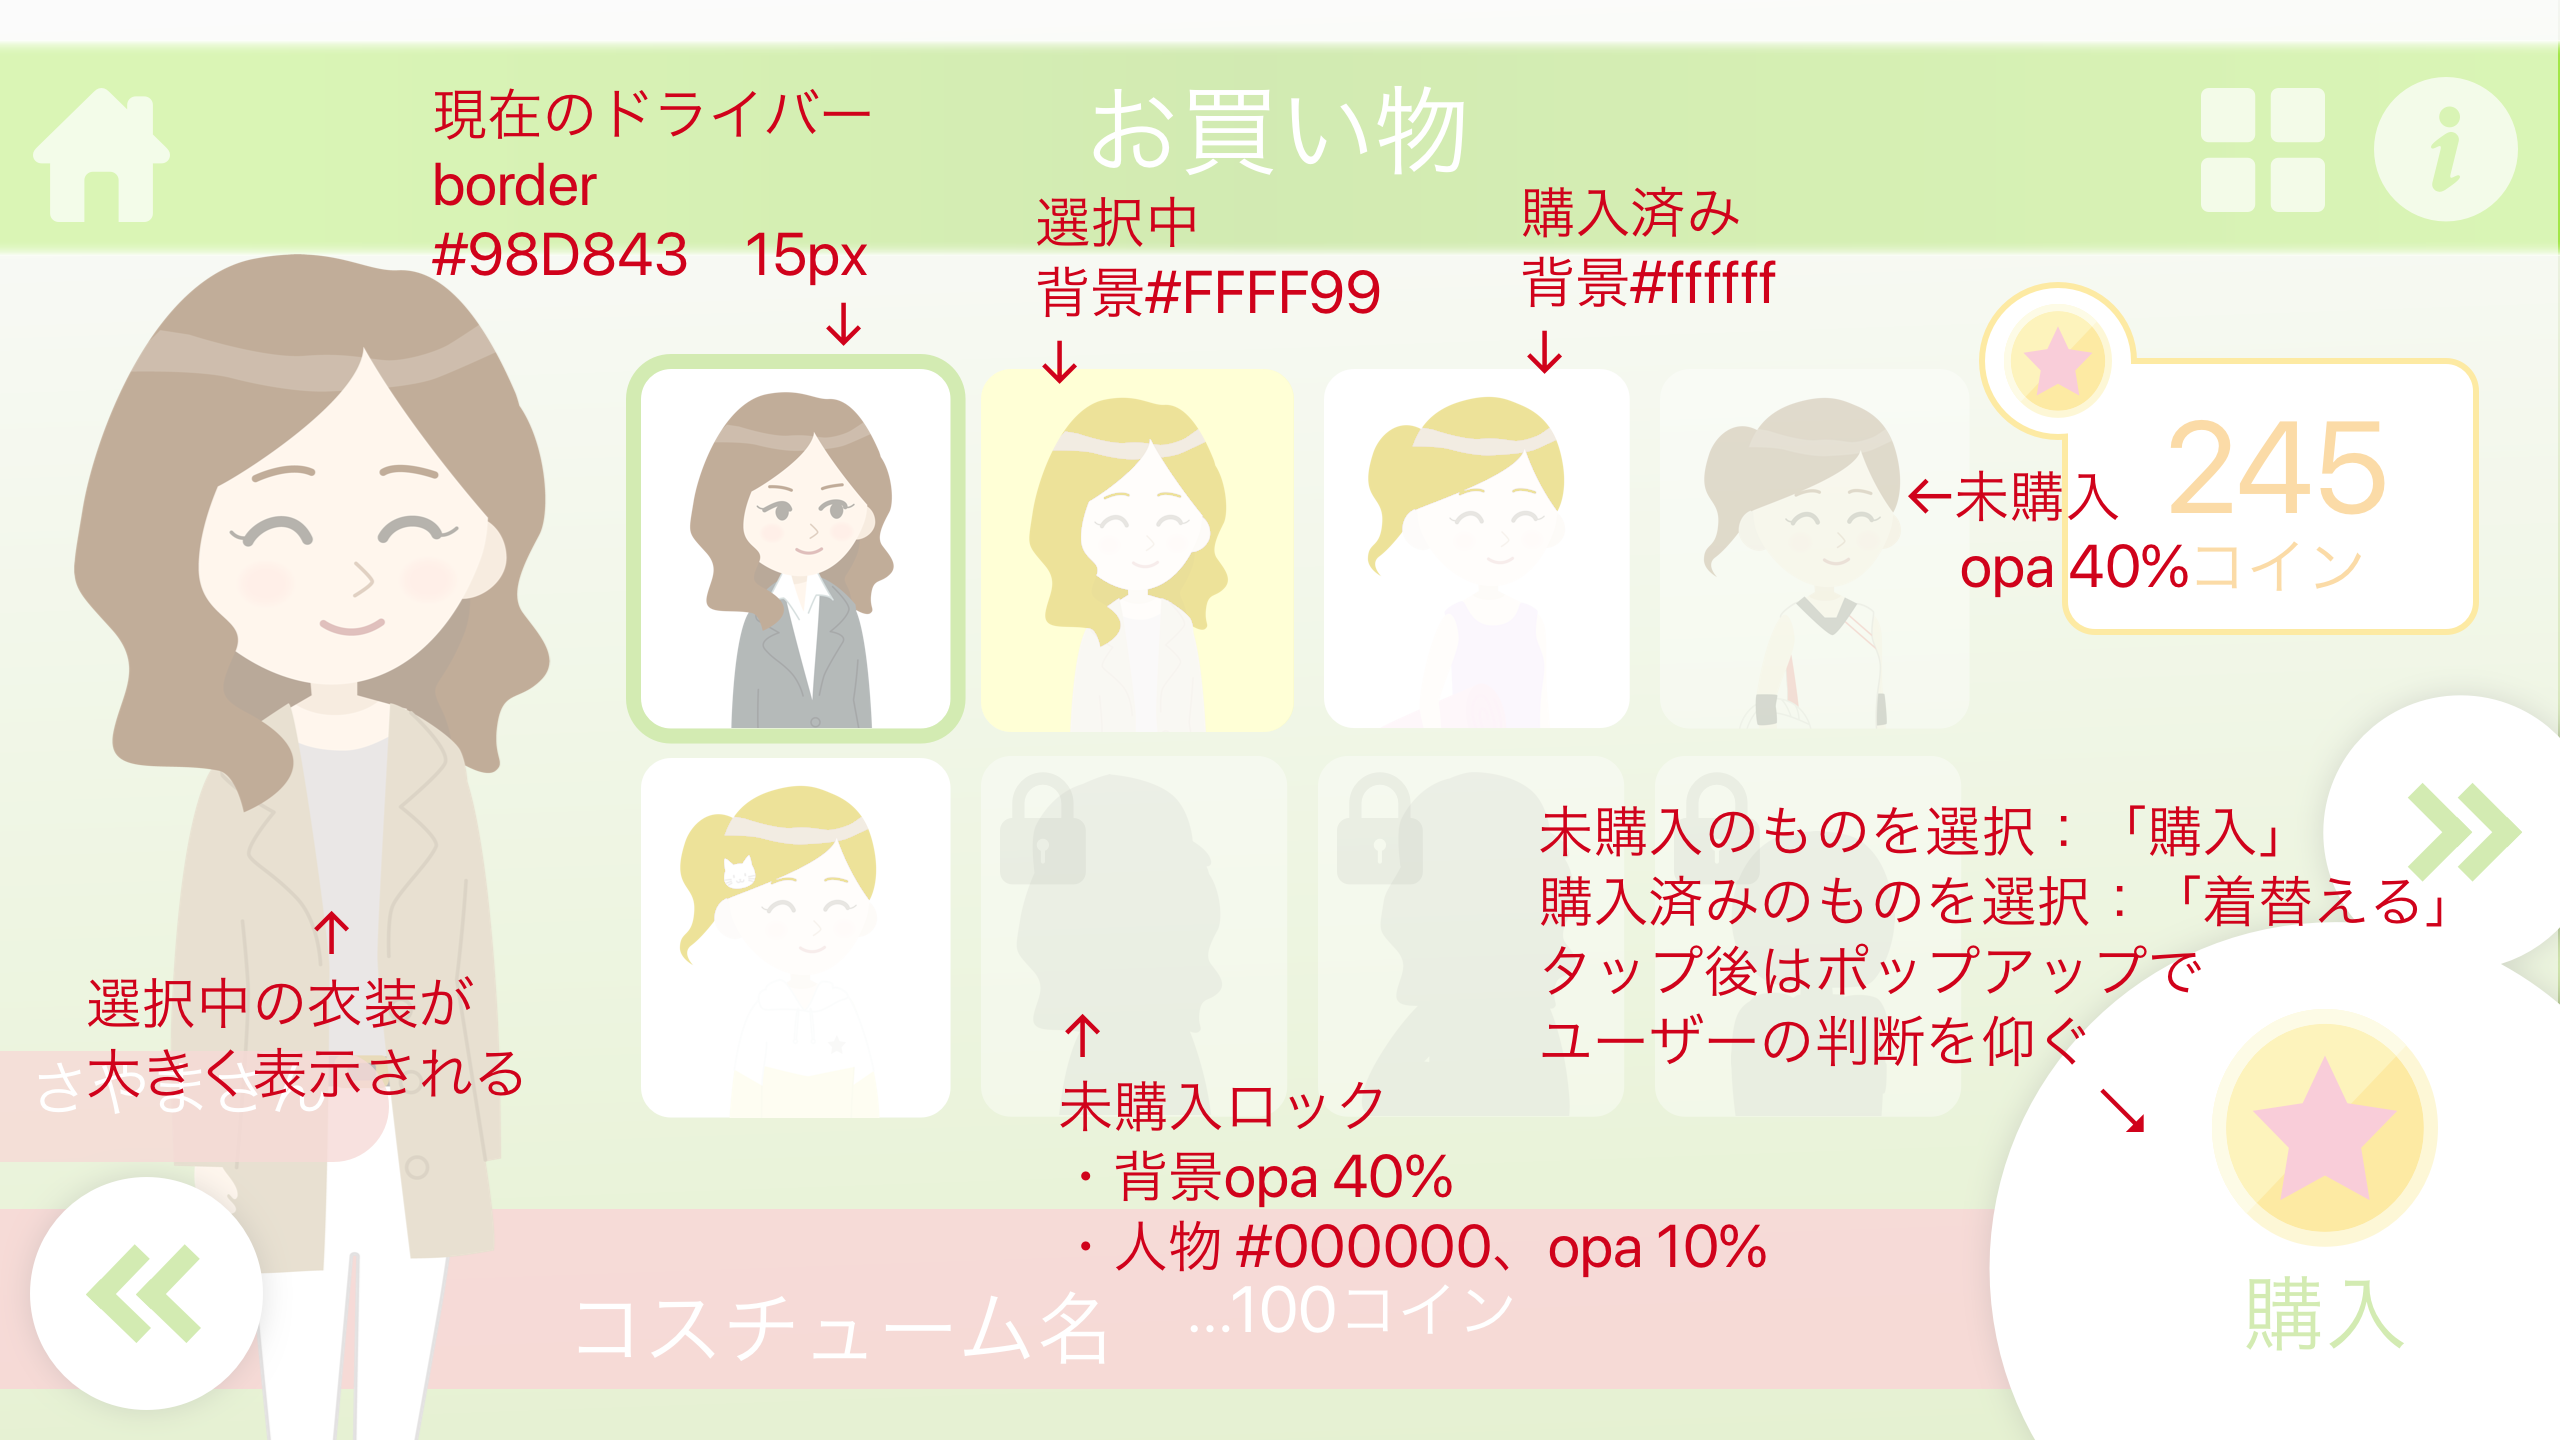 お買い物
現在のドライバー
border
#98D843　15px
↓
選択中
背景#FFFF99
↓
購入済み
背景#ffffff
↓
245
コイン
←未購入
opa 40%
未購入のものを選択：「購入」
購入済みのものを選択：「着替える」
タップ後はポップアップで
ユーザーの判断を仰ぐ
↘
↑
選択中の衣装が
大きく表示される
さやまさん
↑
未購入ロック
・背景opa 40%
・人物 #000000、opa 10%
コスチューム名
...100コイン
購入